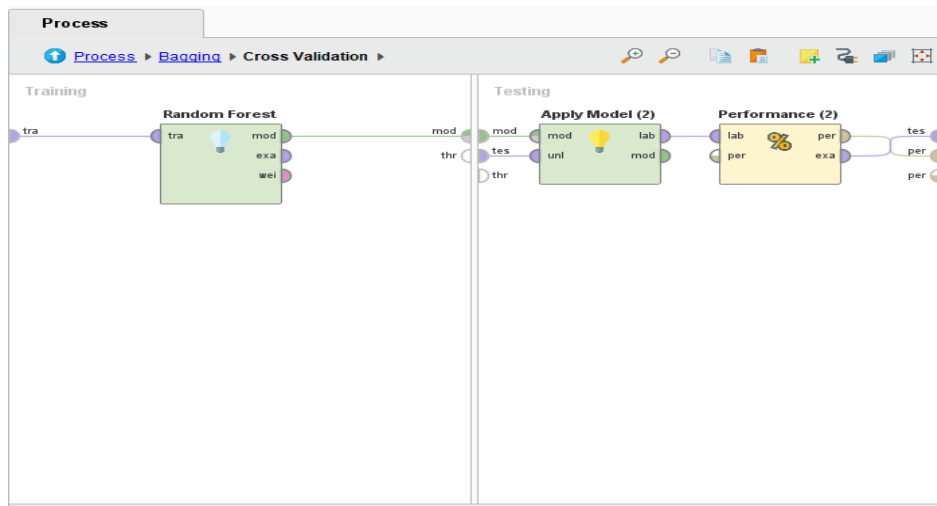 Process
Process Bagging Cross Validation
Training
Testing
Random Forest
Apply Model (2)
Performance (2)
tra
tra
mod
exa
wei
mod
thr
mod
tes
thr
mod
unl
lab
mod
lab
per
%
per
exa
tes
per
per